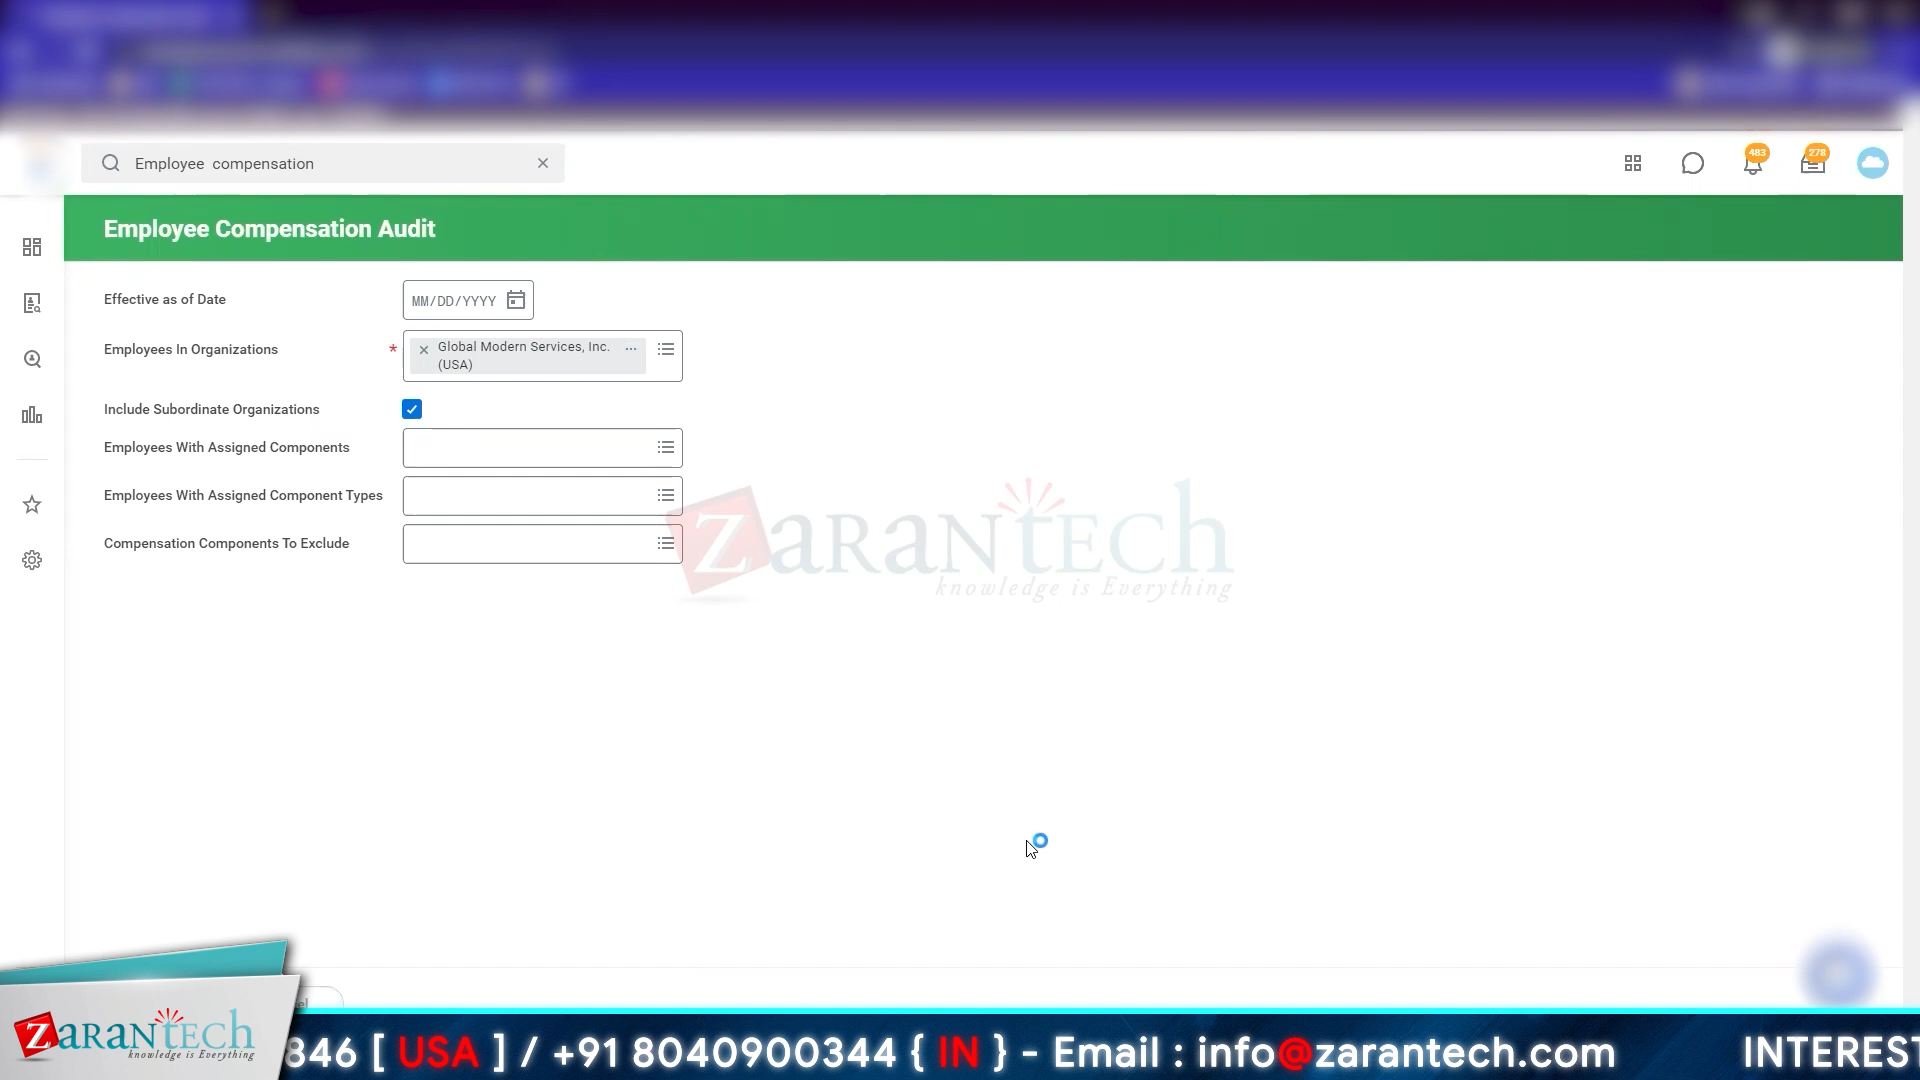 Employee compensation
483
278
Employee Compensation Audit
Effective as of Date
MM/DD/YYYY
Employees In Organizations
*
Global Modern Services, Inc.
(USA)
Include Subordinate Organizations
Employees With Assigned Components
Employees With Assigned Component Types
Compensation Components To Exclude
ZaranTech
knowledge is Everything
ZaranTech
knowledge is Everything
846 [ USA ] / +91 8040900344 { IN } - Email : info@zarantech.com
INTEREST